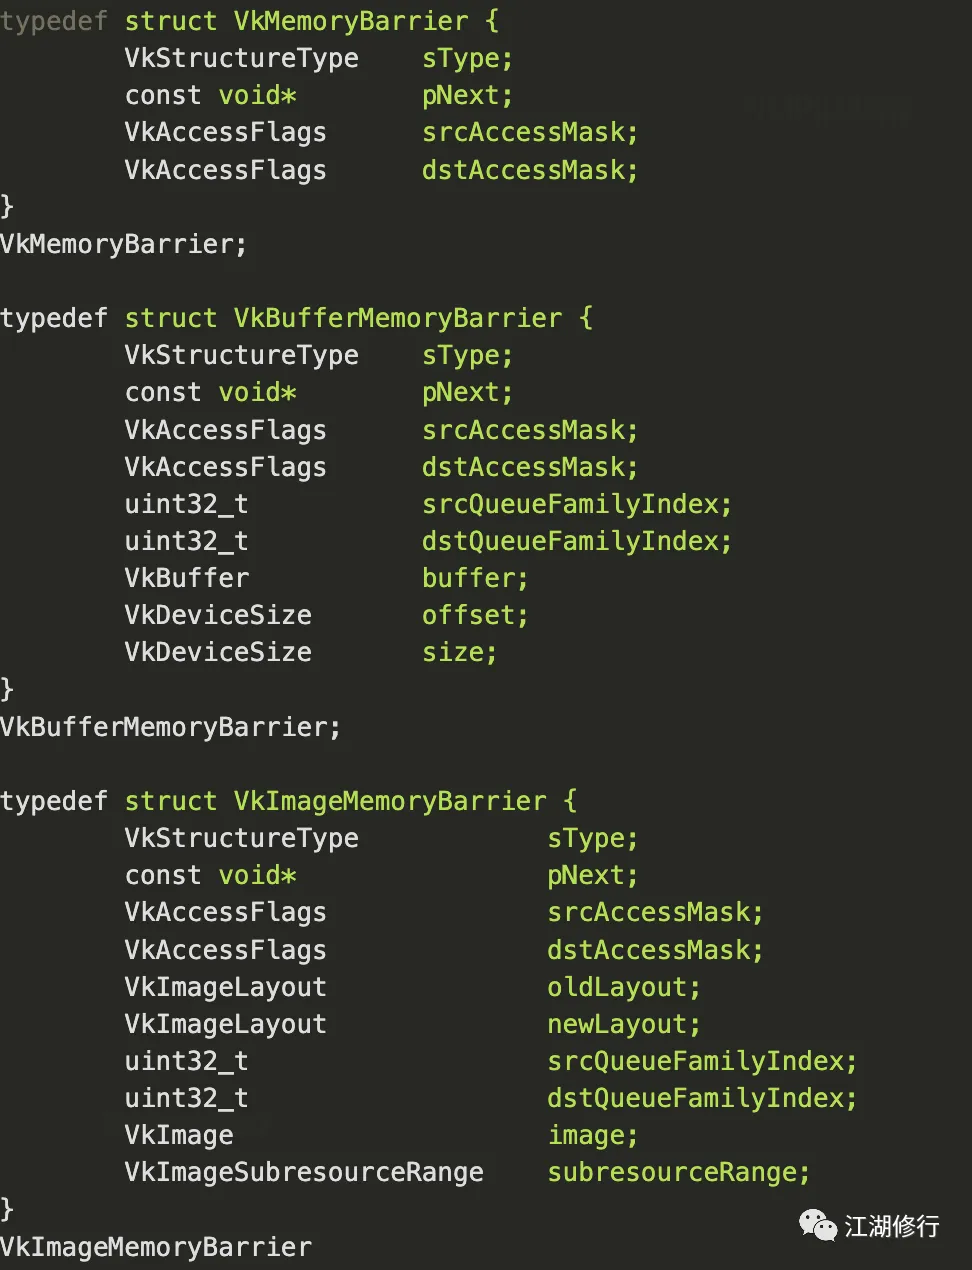 typedef struct VkMemoryBarrier {
        VkStructureType    sType;
        const void*        pNext;
        VkAccessFlags      srcAccessMask;
        VkAccessFlags      dstAccessMask;
}
VkMemoryBarrier;

typedef struct VkBufferMemoryBarrier {
        VkStructureType    sType;
        const void*        pNext;
        VkAccessFlags      srcAccessMask;
        VkAccessFlags      dstAccessMask;
        uint32_t           srcQueueFamilyIndex;
        uint32_t           dstQueueFamilyIndex;
        VkBuffer           buffer;
        VkDeviceSize       offset;
        VkDeviceSize       size;
}
VkBufferMemoryBarrier;

typedef struct VkImageMemoryBarrier {
        VkStructureType            sType;
        const void*                pNext;
        VkAccessFlags              srcAccessMask;
        VkAccessFlags              dstAccessMask;
        VkImageLayout              oldLayout;
        VkImageLayout              newLayout;
        uint32_t                   srcQueueFamilyIndex;
        uint32_t                   dstQueueFamilyIndex;
        VkImage                    image;
        VkImageSubresourceRange    subresourceRange;
}
VkImageMemoryBarrier
江湖修行